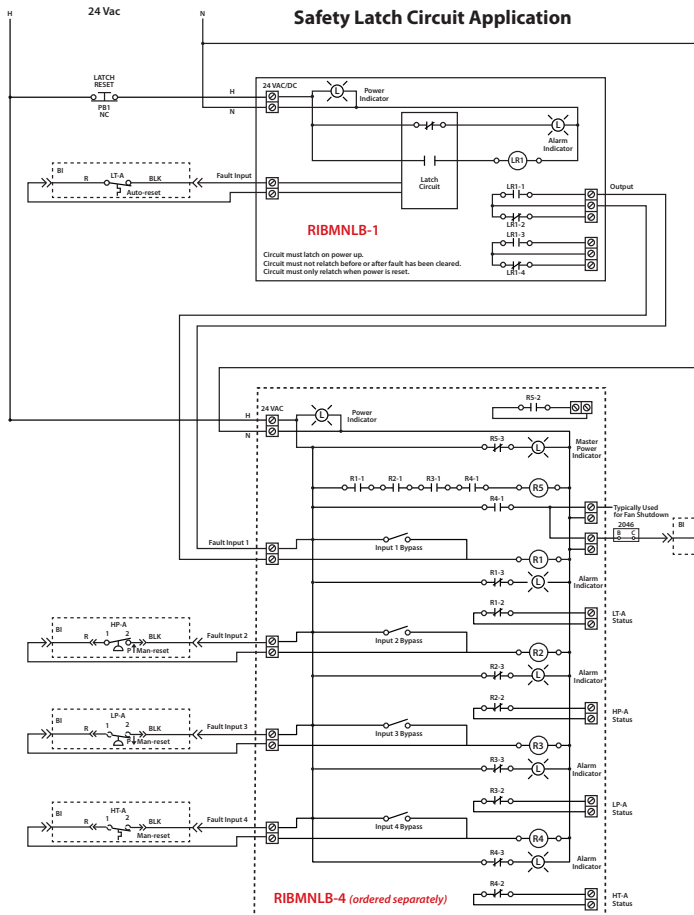 Safety Latch Circuit Application
24 Vac
H
N
LATCH
RESET
PB1
NC
H
N
24 VAC/DC
L
Power
Indicator
L
Alarm
Indicator
LR1
Latch
Circuit
BI
R
LT-A
BLK
Auto-reset
Fault Input
LR1-1
Output
LR1-2
LR1-3
LR1-4
RIBMNLB-1
Circuit must latch on power up.
Circuit must not relatch before or after fault has been cleared.
Circuit must only relatch when power is reset.
H
N
24 VAC
L
Power
Indicator
R5-2
R5-3
L
Master
Power
Indicator
R1-1
R2-1
R3-1
R4-1
R5
R4-1
Typically Used
for Fan Shutdown
2046
B C
BI
Fault Input 1
Input 1 Bypass
R1
R1-3
L
Alarm
Indicator
R1-2
LT-A
Status
BI
HP-A
R
1
2
BLK
P
Man-reset
Fault Input 2
Input 2 Bypass
R2
R2-3
L
Alarm
Indicator
R2-2
HP-A
Status
BI
LP-A
R
1
2
BLK
P
Man-reset
Fault Input 3
Input 3 Bypass
R3
R3-3
L
Alarm
Indicator
R3-2
LP-A
Status
BI
HT-A
R
1
2
BLK
Man-reset
Fault Input 4
Input 4 Bypass
R4
R4-3
L
Alarm
Indicator
RIBMNLB-4 (ordered separately)
R4-2
HT-A
Status